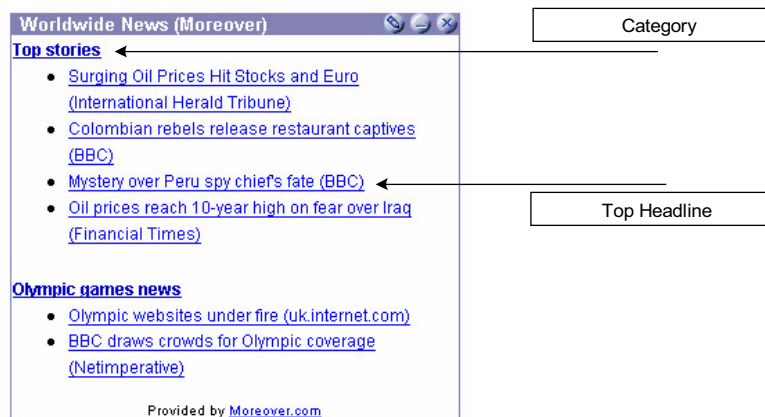 Worldwide News (Moreover)
Category
Top stories
Surging Oil Prices Hit Stocks and Euro
(International Herald Tribune)
Colombian rebels release restaurant captives
(BBC)
Mystery over Peru spy chief's fate (BBC)
Oil prices reach 10-year high on fear over Iraq
(Financial Times)
Top Headline
Olympic games news
Olympic websites under fire (uk.internet.com)
BBC draws crowds for Olympic coverage
(Netimperative)
Provided by Moreover.com